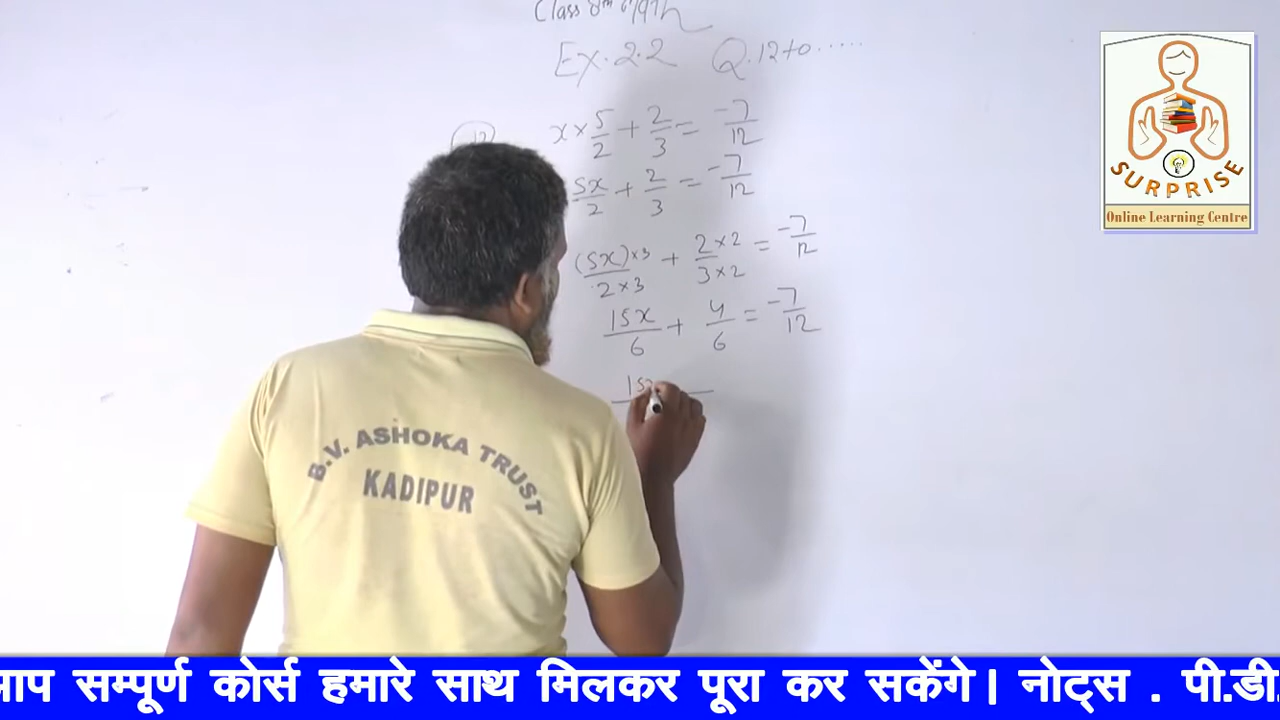 Class 8th Math
Ex. 2.2 Q. 12 to .....
12
x × 5/2 + 2/3 = -7/12
5x/2 + 2/3 = -7/12
(5x) × 3/2 × 3 + 2 × 2/3 × 2 = -7/12
15x/6 + 4/6 = -7/12
15
B.V. ASHOKA TRUST
KADIPUR
SURPRISE
Online Learning Centre
सम्पूर्ण कोर्स हमारे साथ मिलकर पूरा कर सकेंगे। नोट्स . पी.डी.